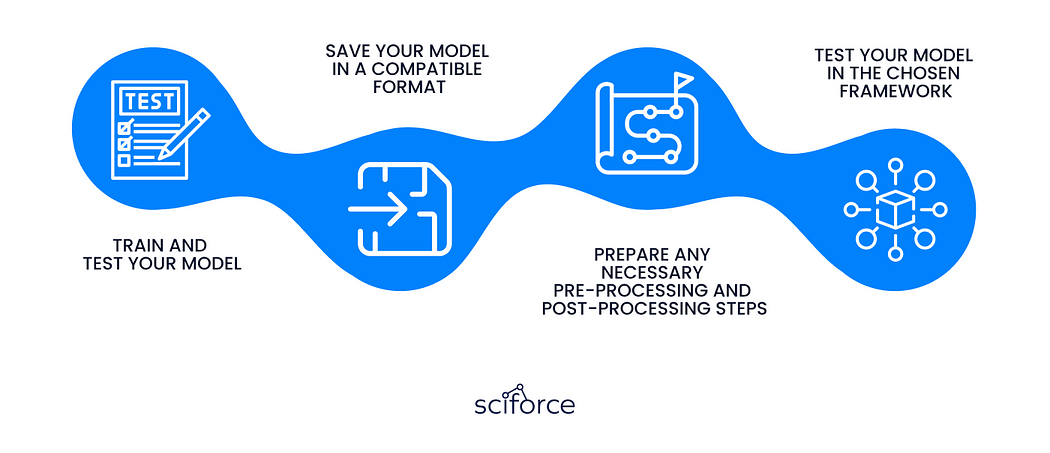 TEST
TRAIN AND
TEST YOUR MODEL
SAVE YOUR MODEL
IN A COMPATIBLE
FORMAT
PREPARE ANY
NECESSARY
PRE-PROCESSING AND
POST-PROCESSING STEPS
TEST YOUR MODEL
IN THE CHOSEN
FRAMEWORK
sciforce